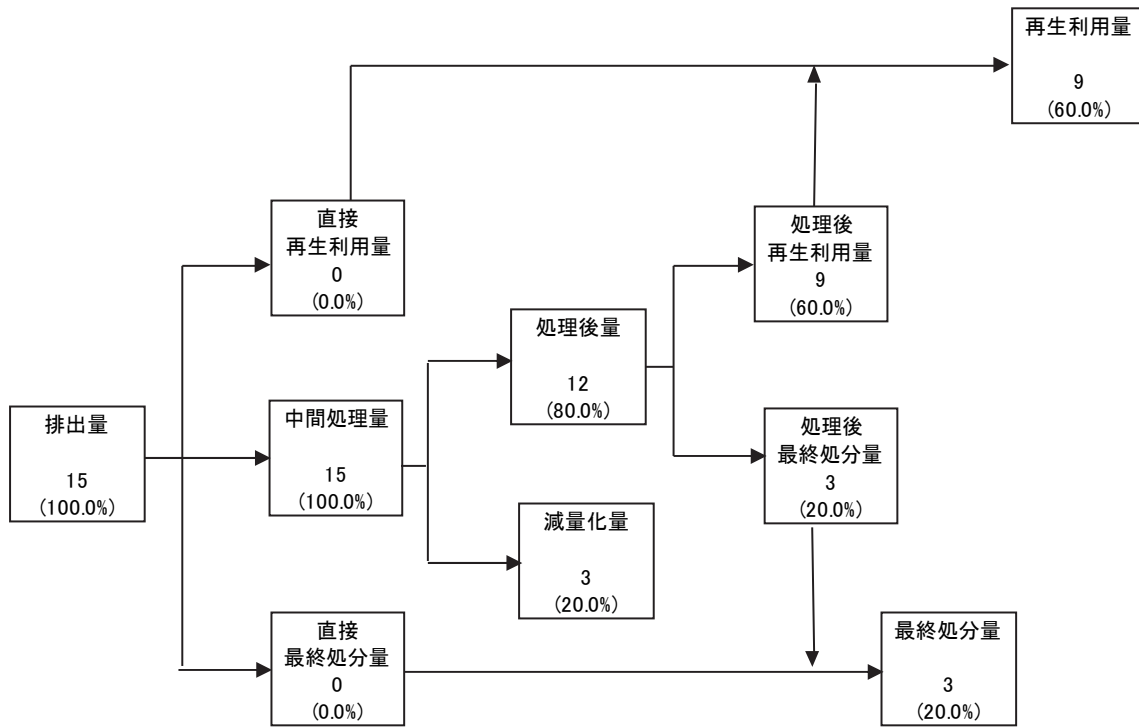 再生利用量
9
(60.0%)
直接
再生利用量
0
(0.0%)
処理後
再生利用量
9
(60.0%)
処理後量
12
(80.0%)
排出量
15
(100.0%)
中間処理量
15
(100.0%)
処理後
最終処分量
3
(20.0%)
減量化量
3
(20.0%)
直接
最終処分量
0
(0.0%)
最終処分量
3
(20.0%)